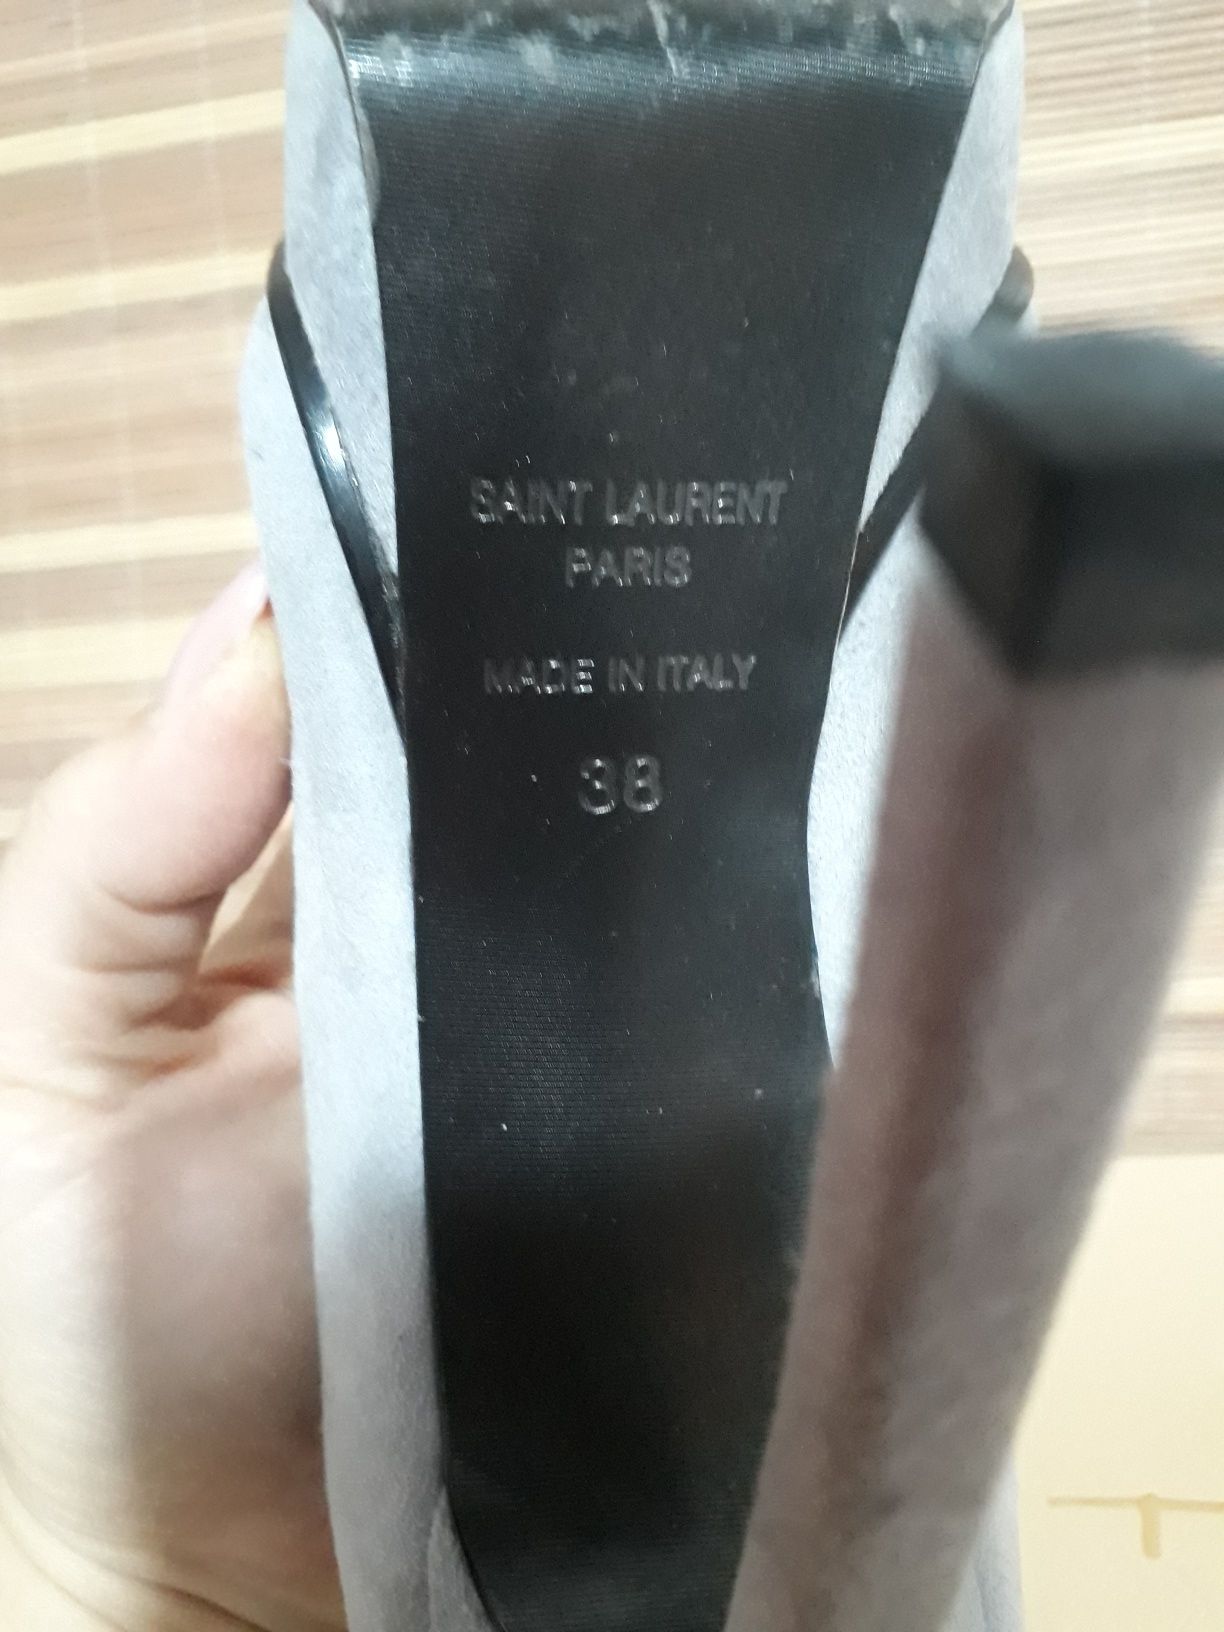 SAINT LAURENT
PARIS
MADE IN ITALY
38